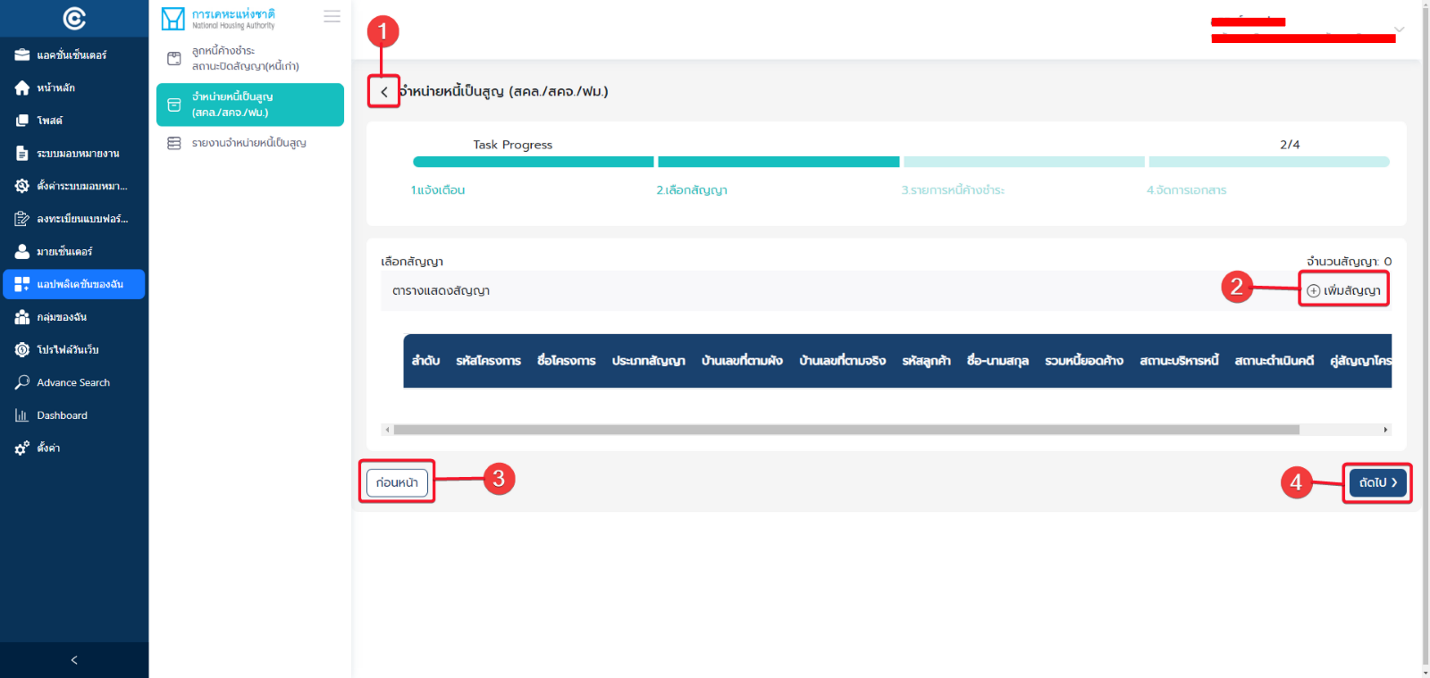 แอคชั่นเซ็นเตอร์
หน้าหลัก
โพสต์
ระบบมอบหมายงาน
ตั้งค่าระบบมอบหมา...
ลงทะเบียนแบบฟอร์...
มายเซ็นเตอร์
แอปพลิเคชันของฉัน
กลุ่มของฉัน
โปรไฟล์วันเว็บ
Advance Search
Dashboard
ตั้งค่า
การเคหะแห่งชาติ
National Housing Authority
ลูกหนี้ค้างชำระ
สถานะปิดสัญญา(หนี้เก่า)
จำหน่ายหนี้เป็นสูญ
(สคล./สคจ./ฟม.)
รายงานจำหน่ายหนี้เป็นสูญ
1
จำหน่ายหนี้เป็นสูญ (สคล./สคจ./ฟม.)
Task Progress 2/4
1.แจ้งเตือน 2.เลือกสัญญา 3.รายการหนี้ค้างชำระ 4.จัดการเอกสาร
เลือกสัญญา จำนวนสัญญา: 0
ตารางแสดงสัญญา 2 เพิ่มสัญญา
ลำดับ รหัสโครงการ ชื่อโครงการ ประเภทสัญญา บ้านเลขที่ตามผัง บ้านเลขที่ตามจริง รหัสลูกค้า ชื่อ-นามสกุล รวมหนี้ยอดค้าง สถานะบริหารหนี้ สถานะดำเนินคดี คู่สัญญาโคร
ก่อนหน้า 3 4 ถัดไป >